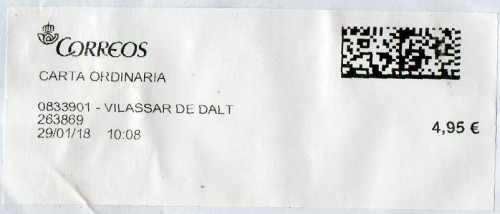 CORREOS
CARTA ORDINARIA
0833901 - VILASSAR DE DALT
263869
29/01/18 10:08
4,95 €